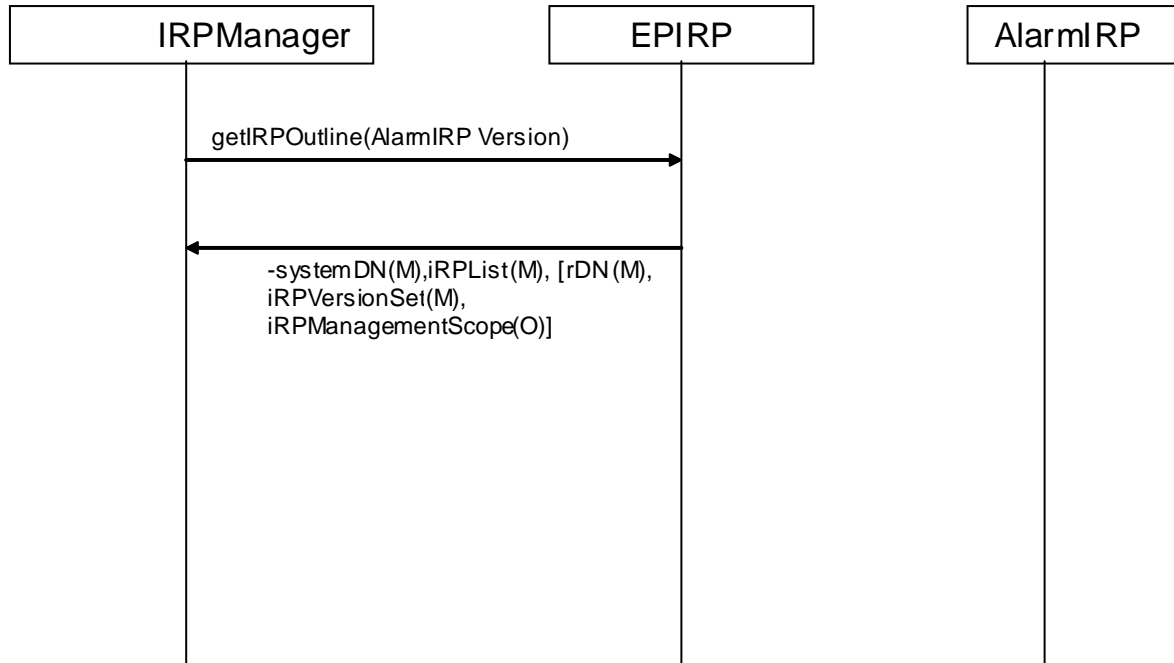 IRPManager
EPIRP
AlarmIRP
getIRPOutline(AlarmIRP Version)
-systemDN(M),iRPList(M), [rDN(M),
iRPVersionSet(M),
iRPManagementScope(O)]